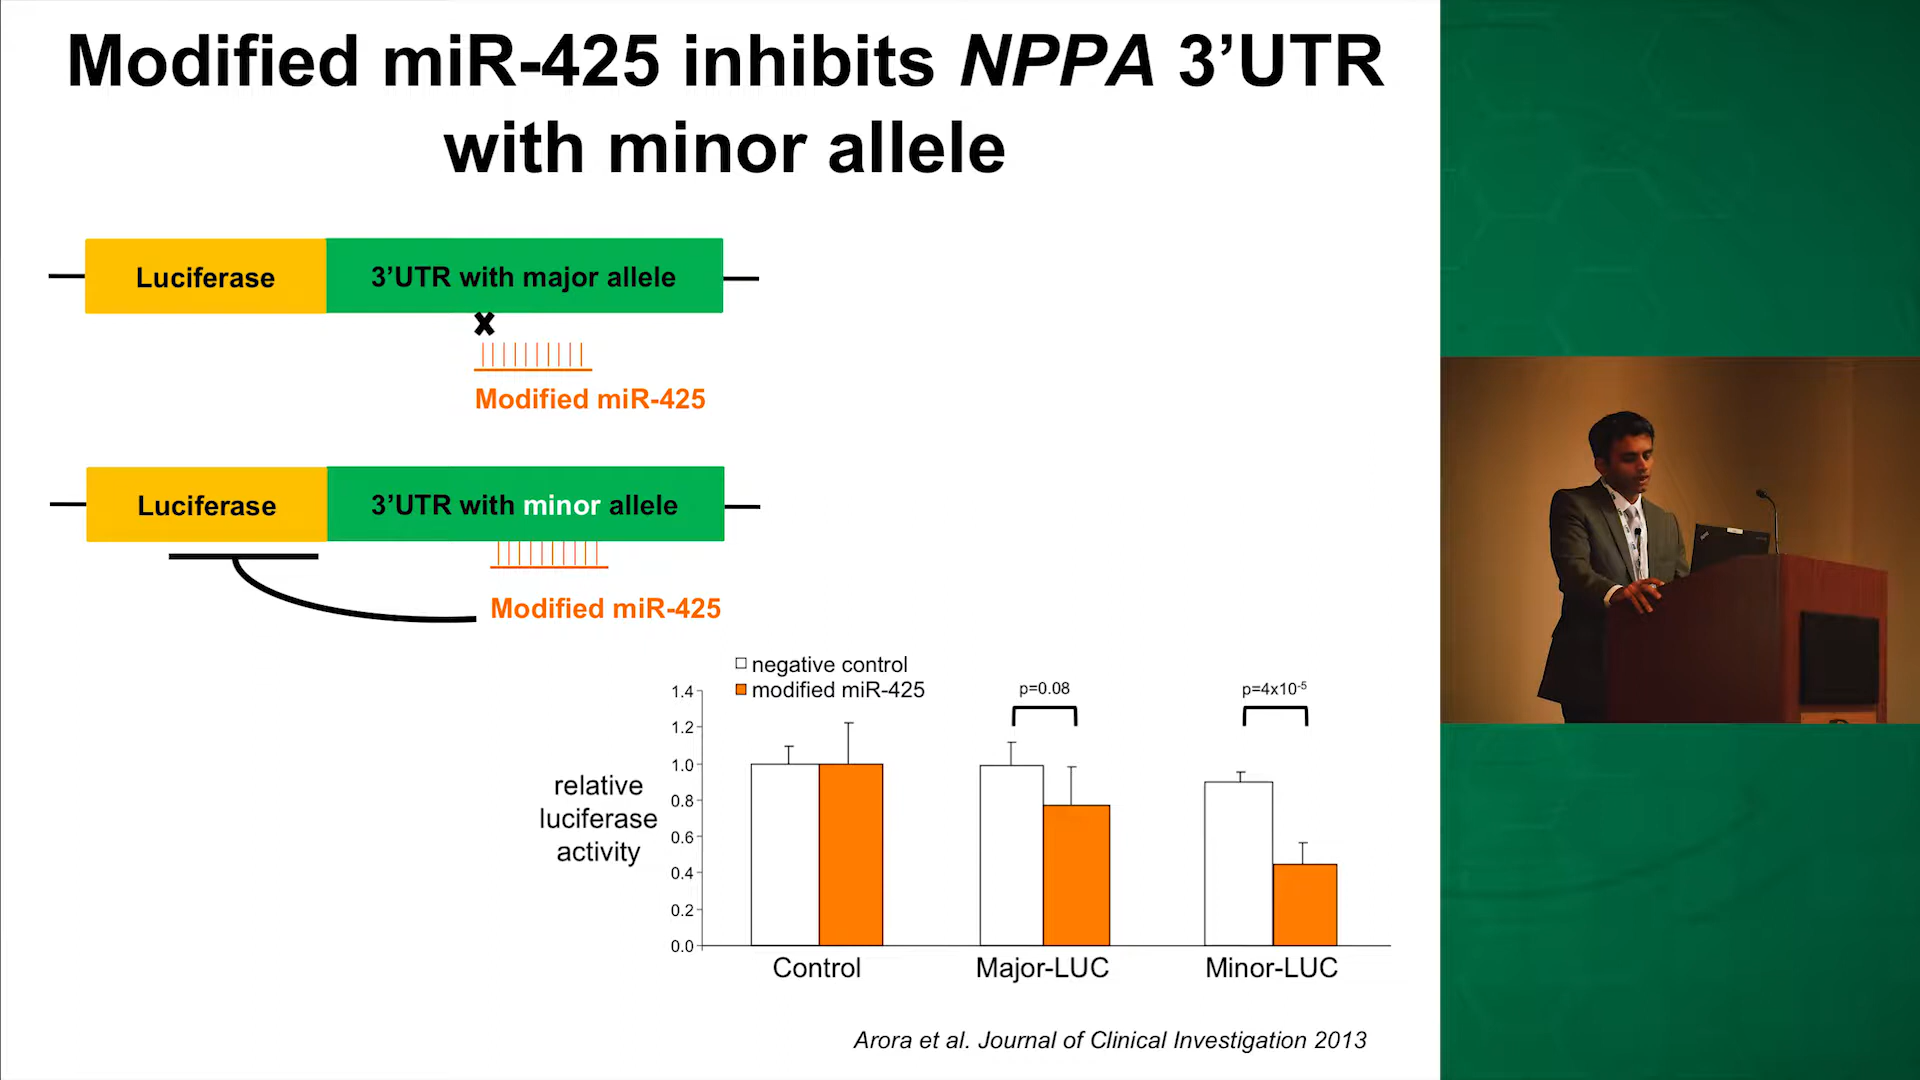 Modified miR-425 inhibits NPPA 3’UTR
with minor allele
Luciferase
3’UTR with major allele
Modified miR-425
Luciferase
3’UTR with minor allele
Modified miR-425
negative control
modified miR-425
p=0.08
p=4x10-5
relative
luciferase
activity
1.4
1.2
1.0
0.8
0.6
0.4
0.2
0.0
Control
Major-LUC
Minor-LUC
Arora et al. Journal of Clinical Investigation 2013